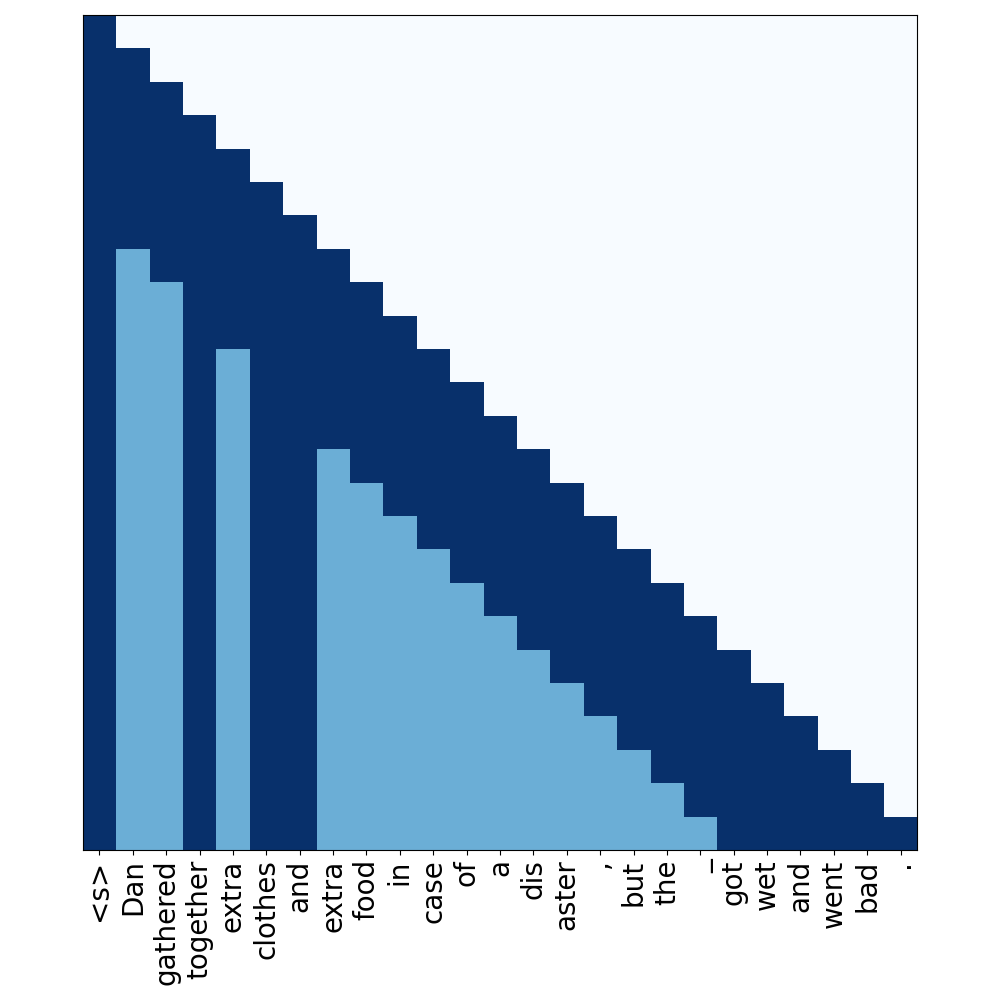 <s> Dan gathered together extra clothes and extra food in case of a dis aster , but the _ got wet and went bad .